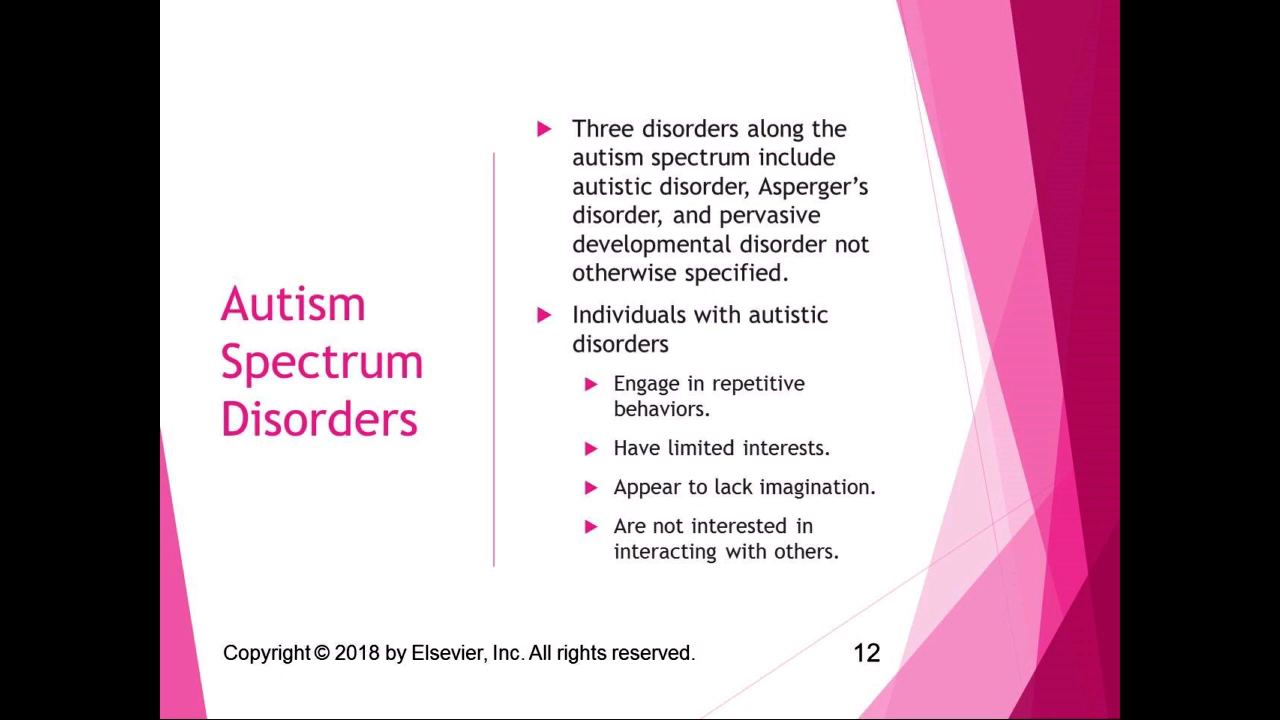 Autism
Spectrum
Disorders
Three disorders along the
autism spectrum include
autistic disorder, Asperger’s
disorder, and pervasive
developmental disorder not
otherwise specified.
Individuals with autistic
disorders
Engage in repetitive
behaviors.
Have limited interests.
Appear to lack imagination.
Are not interested in
interacting with others.
Copyright © 2018 by Elsevier, Inc. All rights reserved.
12